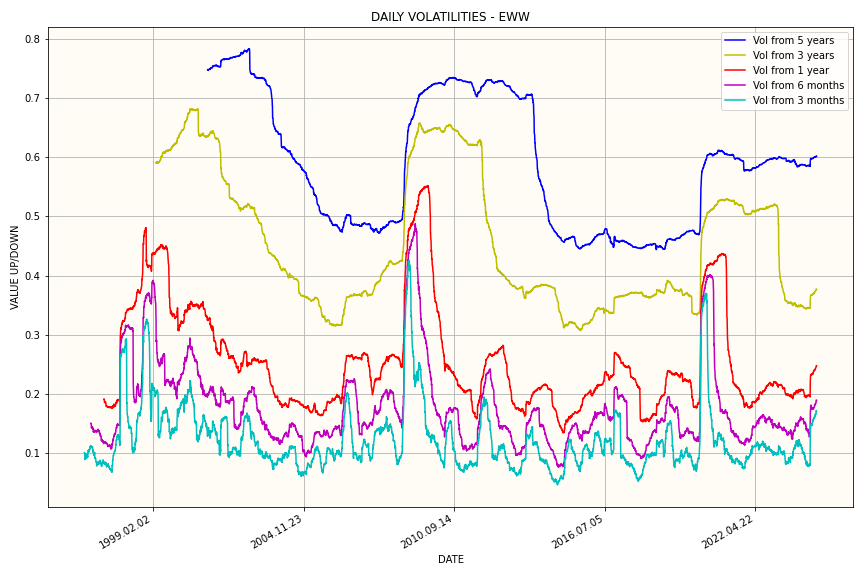 DAILY VOLATILITIES - EWW
Vol from 5 years
Vol from 3 years
Vol from 1 year
Vol from 6 months
Vol from 3 months
VALUE UP/DOWN
0.8
0.7
0.6
0.5
0.4
0.3
0.2
0.1
1999.02.02
2004.11.23
2010.09.14
2016.07.05
2022.04.22
DATE